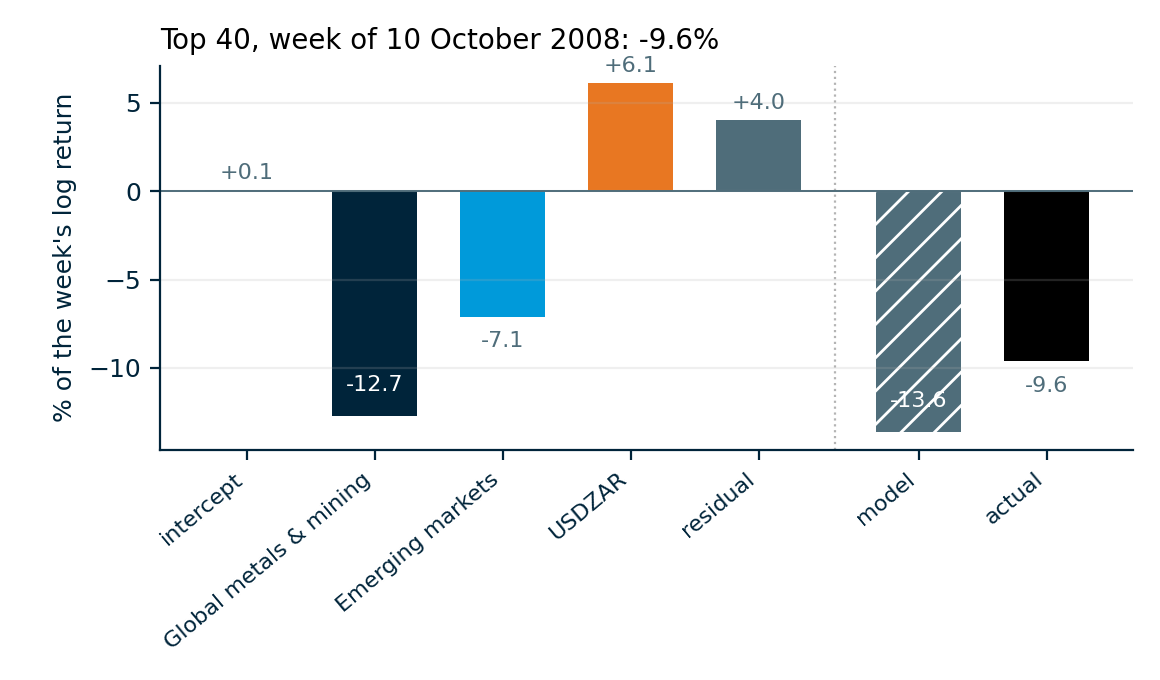 Top 40, week of 10 October 2008: -9.6%
% of the week's log return
5
0
−5
−10
+0.1
-12.7
-7.1
+6.1
+4.0
-13.6
-9.6
intercept
Global metals & mining
Emerging markets
USDZAR
residual
model
actual